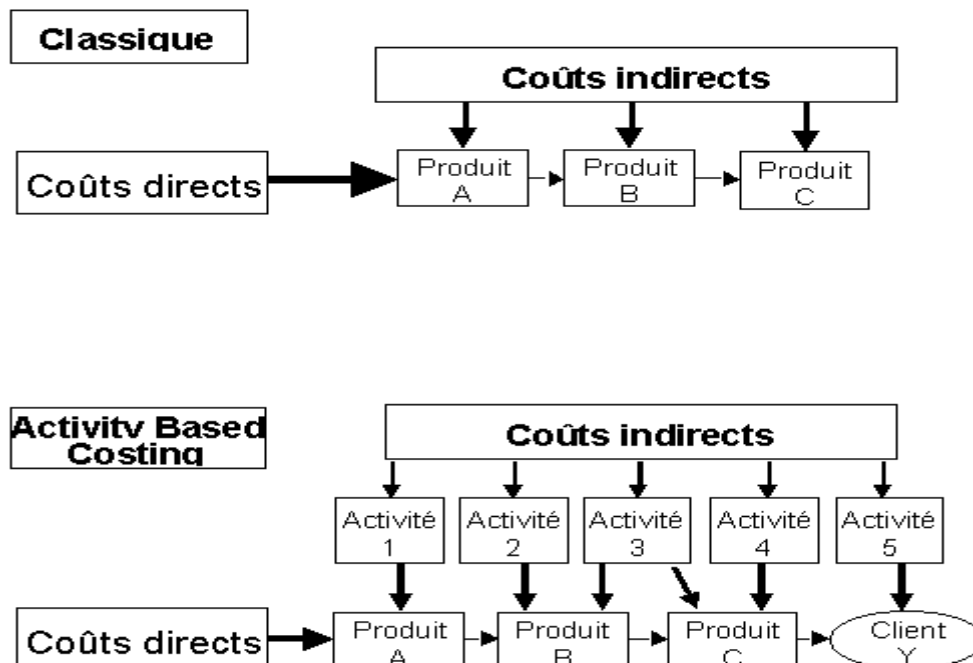 Classique
Coûts indirects
Coûts directs
Produit
A
Produit
B
Produit
C
Activity Based
Costing
Coûts indirects
Activité
1
Activité
2
Activité
3
Activité
4
Activité
5
Coûts directs
Produit
A
Produit
B
Produit
C
Client
Y